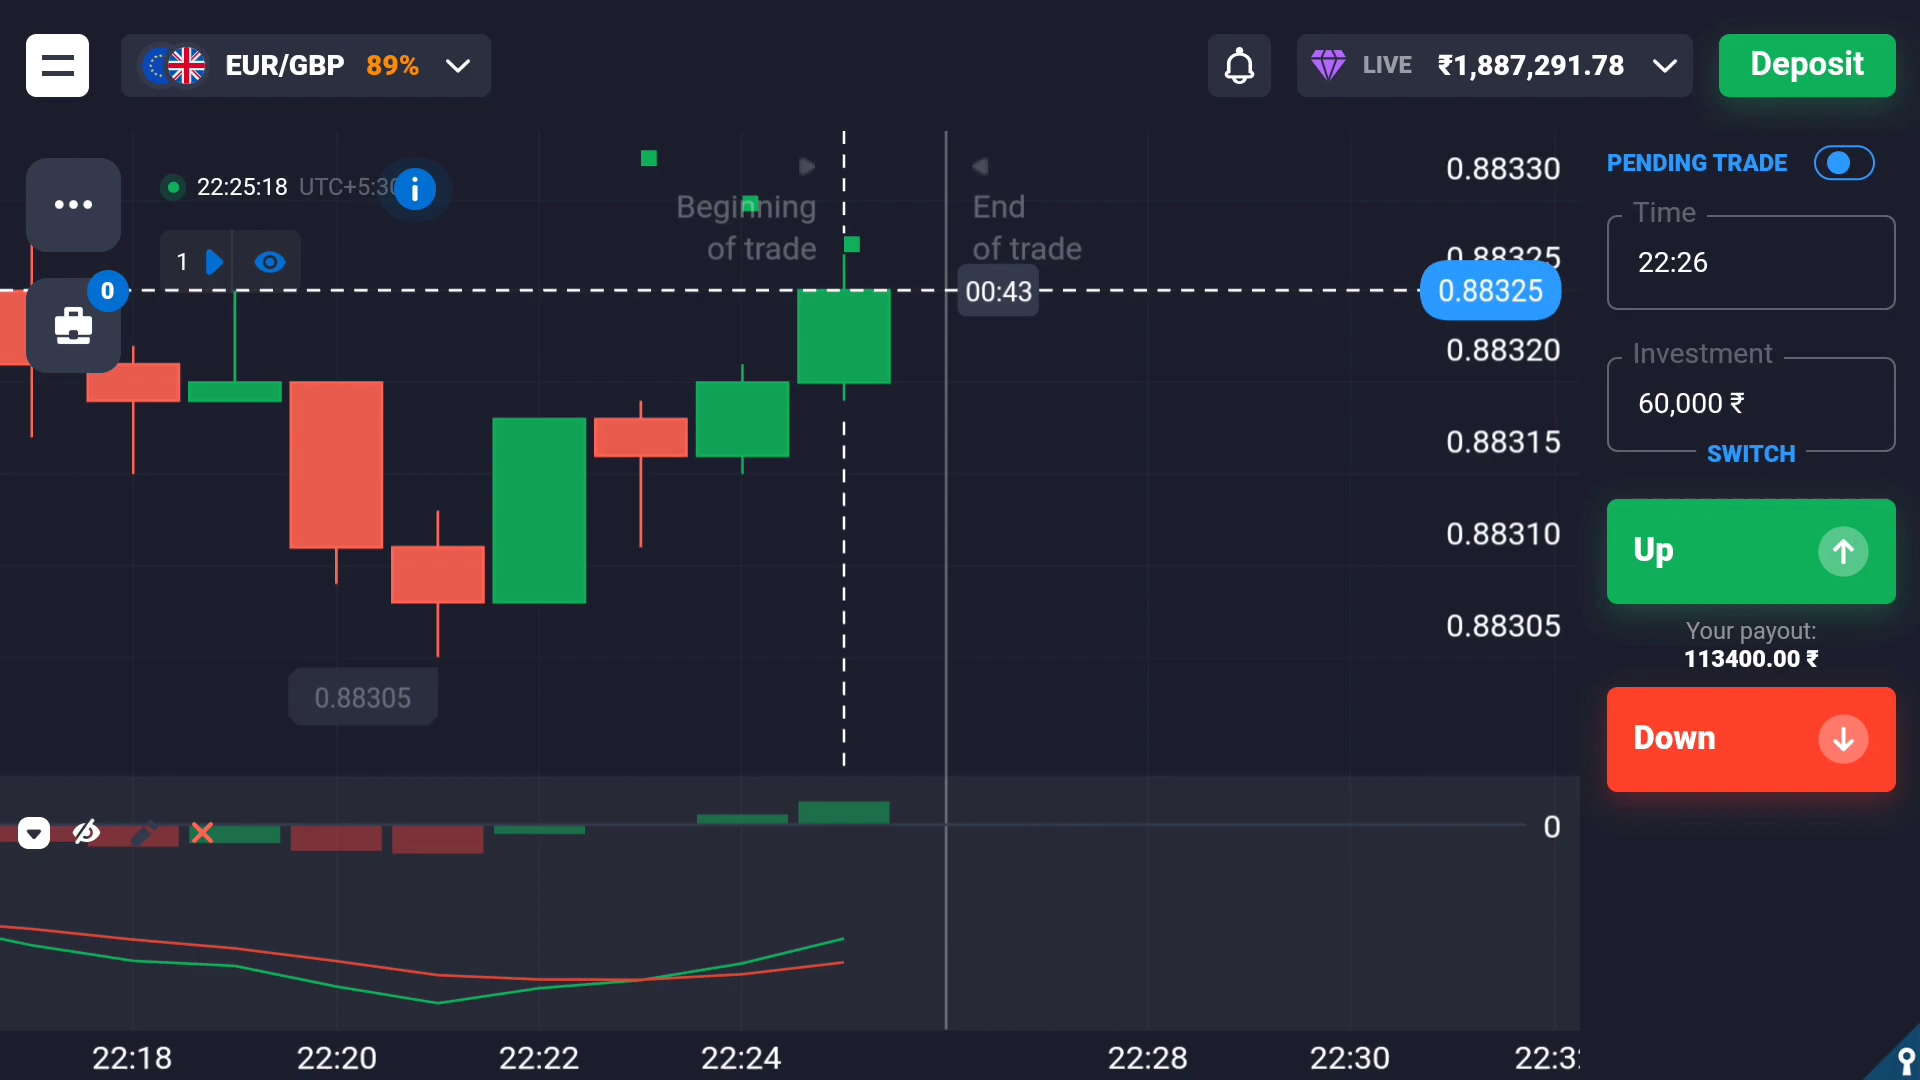 EUR/GBP 89%
LIVE ₹1,887,291.78
Deposit
22:25:18 UTC+5:30
Beginning
of trade
End
of trade
1
0
00:43
0.88330
0.88325
0.88325
0.88320
0.88315
0.88310
0.88305
0.88305
0
22:18
22:20
22:22
22:24
22:28
22:30
PENDING TRADE
Time
22:26
Investment
60,000 ₹
SWITCH
Up
Your payout:
113400.00 ₹
Down